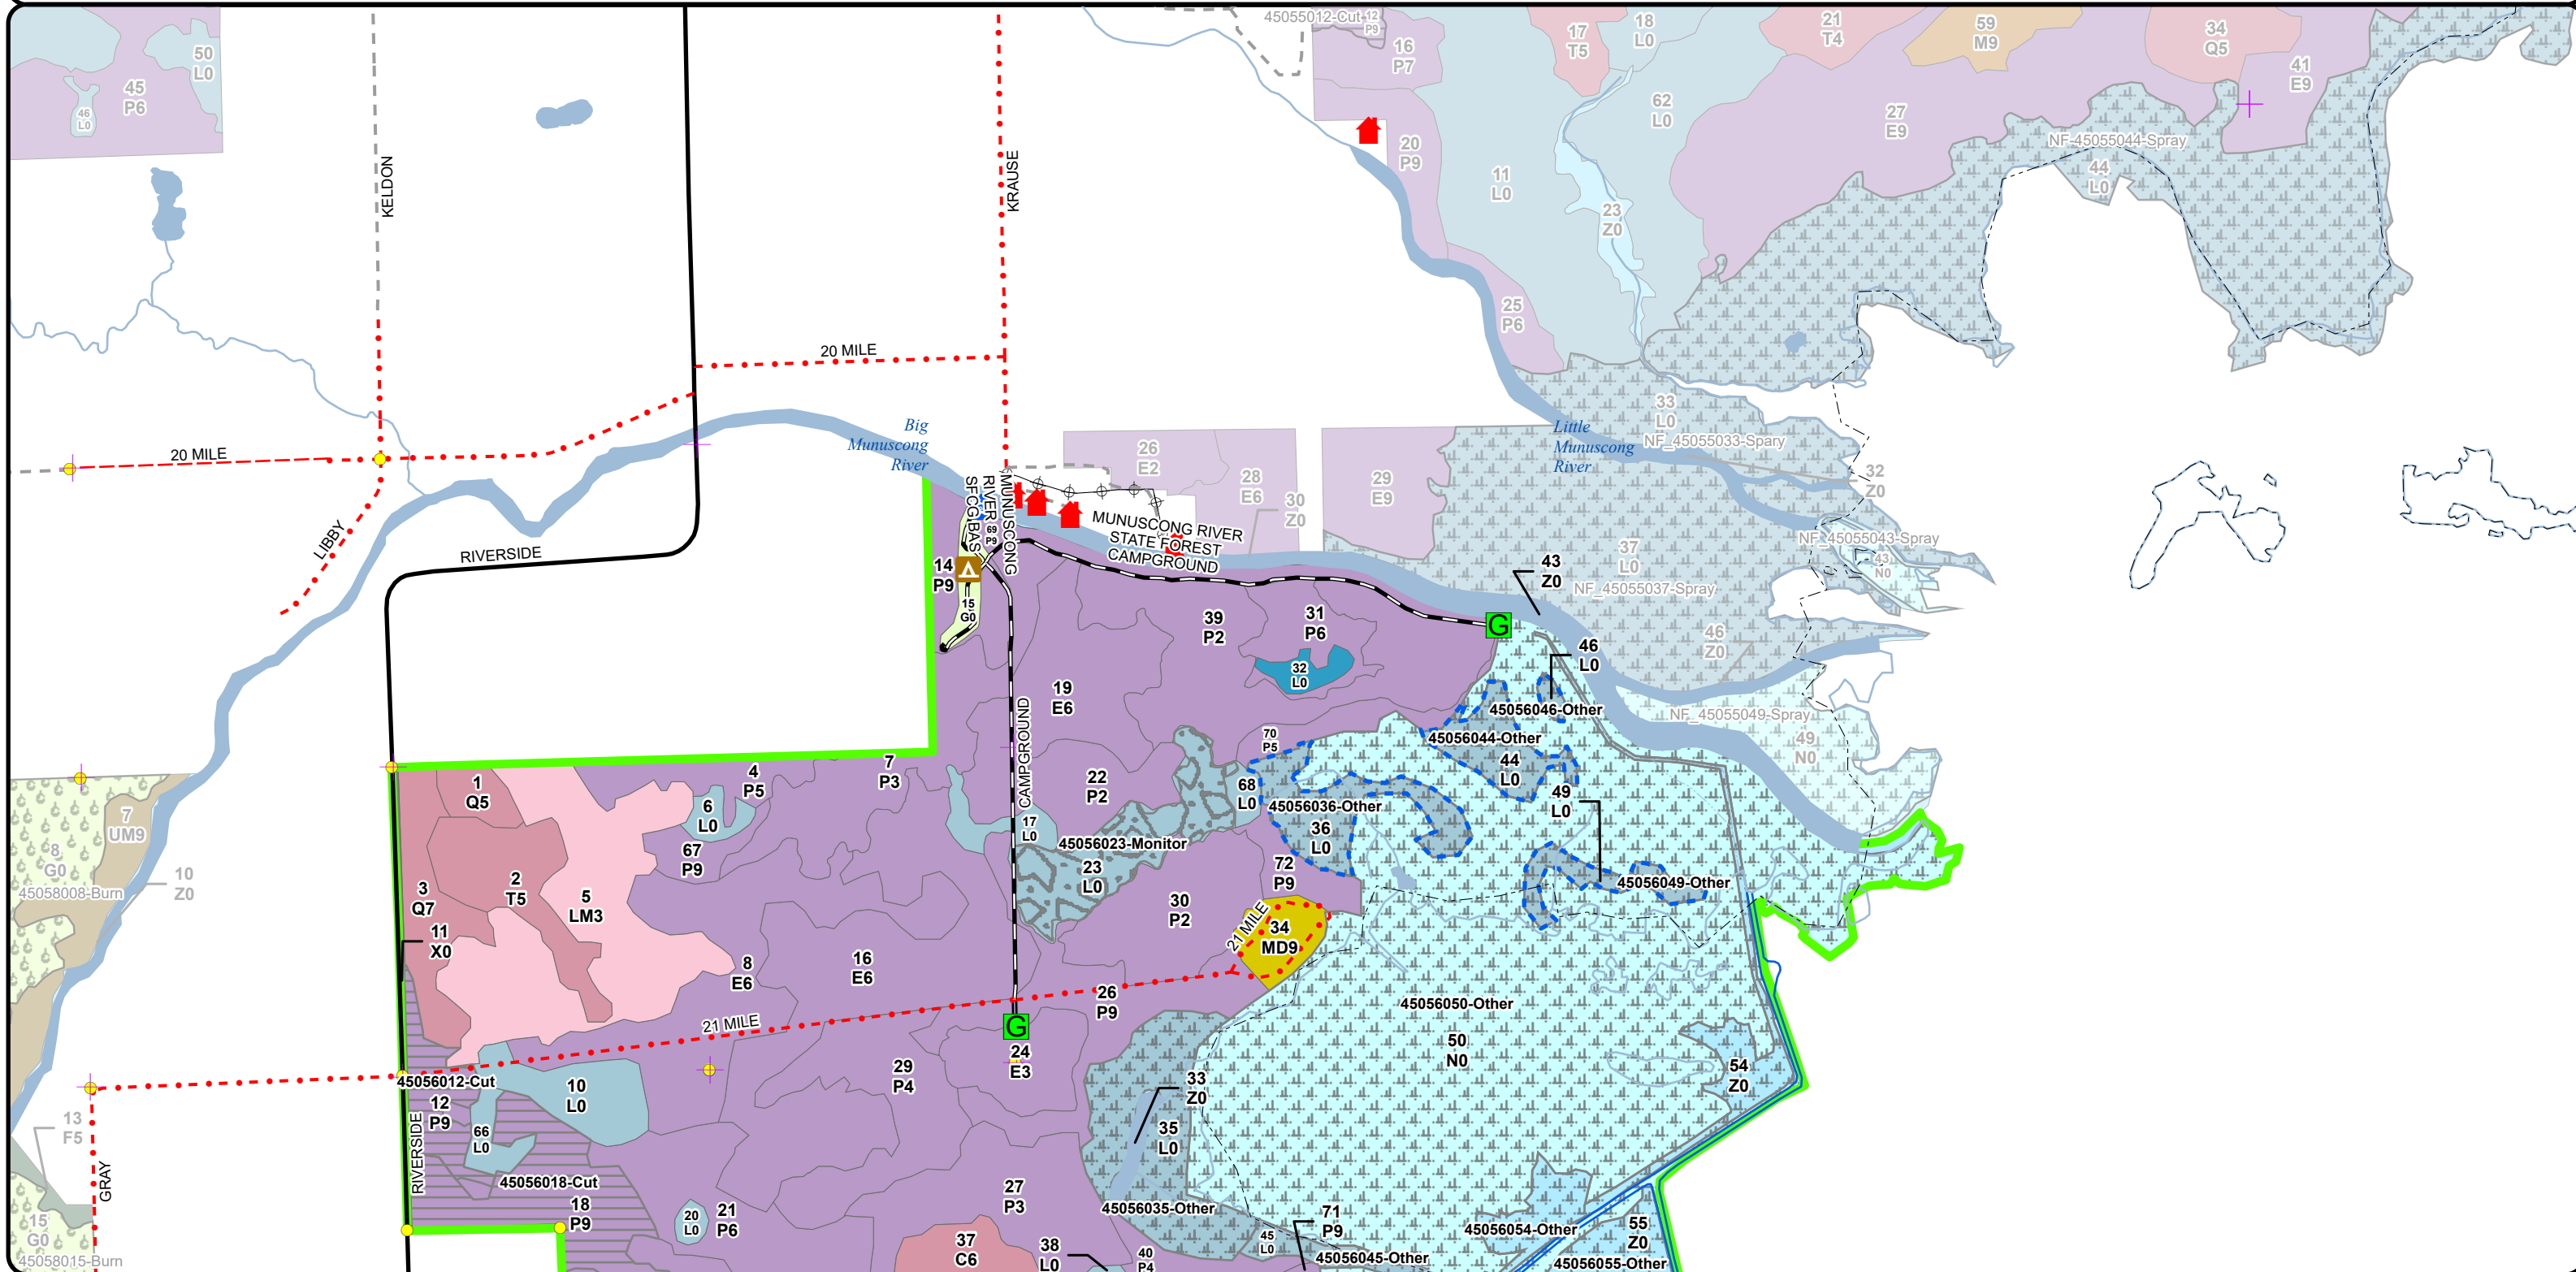 45055012-Cut
12
P9
16
P7
17
T5
18
L0
21
T4
59
M9
34
Q5
41
E9
50
L0
45
P6
46
L0
62
L0
27
E9
NF-45055044-Spray
44
L0
20
P9
11
L0
23
Z0
KELDON
KRAUSE
25
P6
20 MILE
20 MILE
Big
Munuscong
River
33
L0
NF_45055033-Spary
Little
Munuscong
River
26
E2
28
E6
30
Z0
29
E9
32
Z0
LIBBY
RIVERSIDE
MUNUSCONG
RIVER
SFCG BAS
69
P9
MUNUSCONG RIVER
STATE FOREST
CAMPGROUND
37
L0
NF_45055037-Spray
NF_45055043-Spray
43
N0
43
Z0
14
P9
15
G0
39
P2
31
P6
32
L0
G
46
L0
46
Z0
19
E6
45056046-Other
NF_45055049-Spray
49
N0
CAMPGROUND
70
P5
45056044-Other
44
L0
1
Q5
4
P5
7
P3
22
P2
68
L0
45056036-Other
36
L0
49
L0
6
L0
17
L0
45056023-Monitor
23
L0
67
P9
72
P9
45056049-Other
7
UM9
8
G0
45058008-Burn
10
Z0
3
Q7
2
T5
5
LM3
30
P2
21 MILE
34
MD9
11
X0
8
E6
16
E6
26
P9
21 MILE
G
24
E3
45056050-Other
50
N0
54
Z0
45056012-Cut
12
P9
10
L0
29
P4
33
Z0
35
L0
66
L0
13
F5
GRAY
RIVERSIDE
45056018-Cut
18
P9
20
L0
21
P6
27
P3
45056035-Other
71
P9
45056054-Other
55
Z0
15
G0
45058015-Burn
37
C6
38
L0
40
P4
45
L0
45056045-Other
45056055-Other